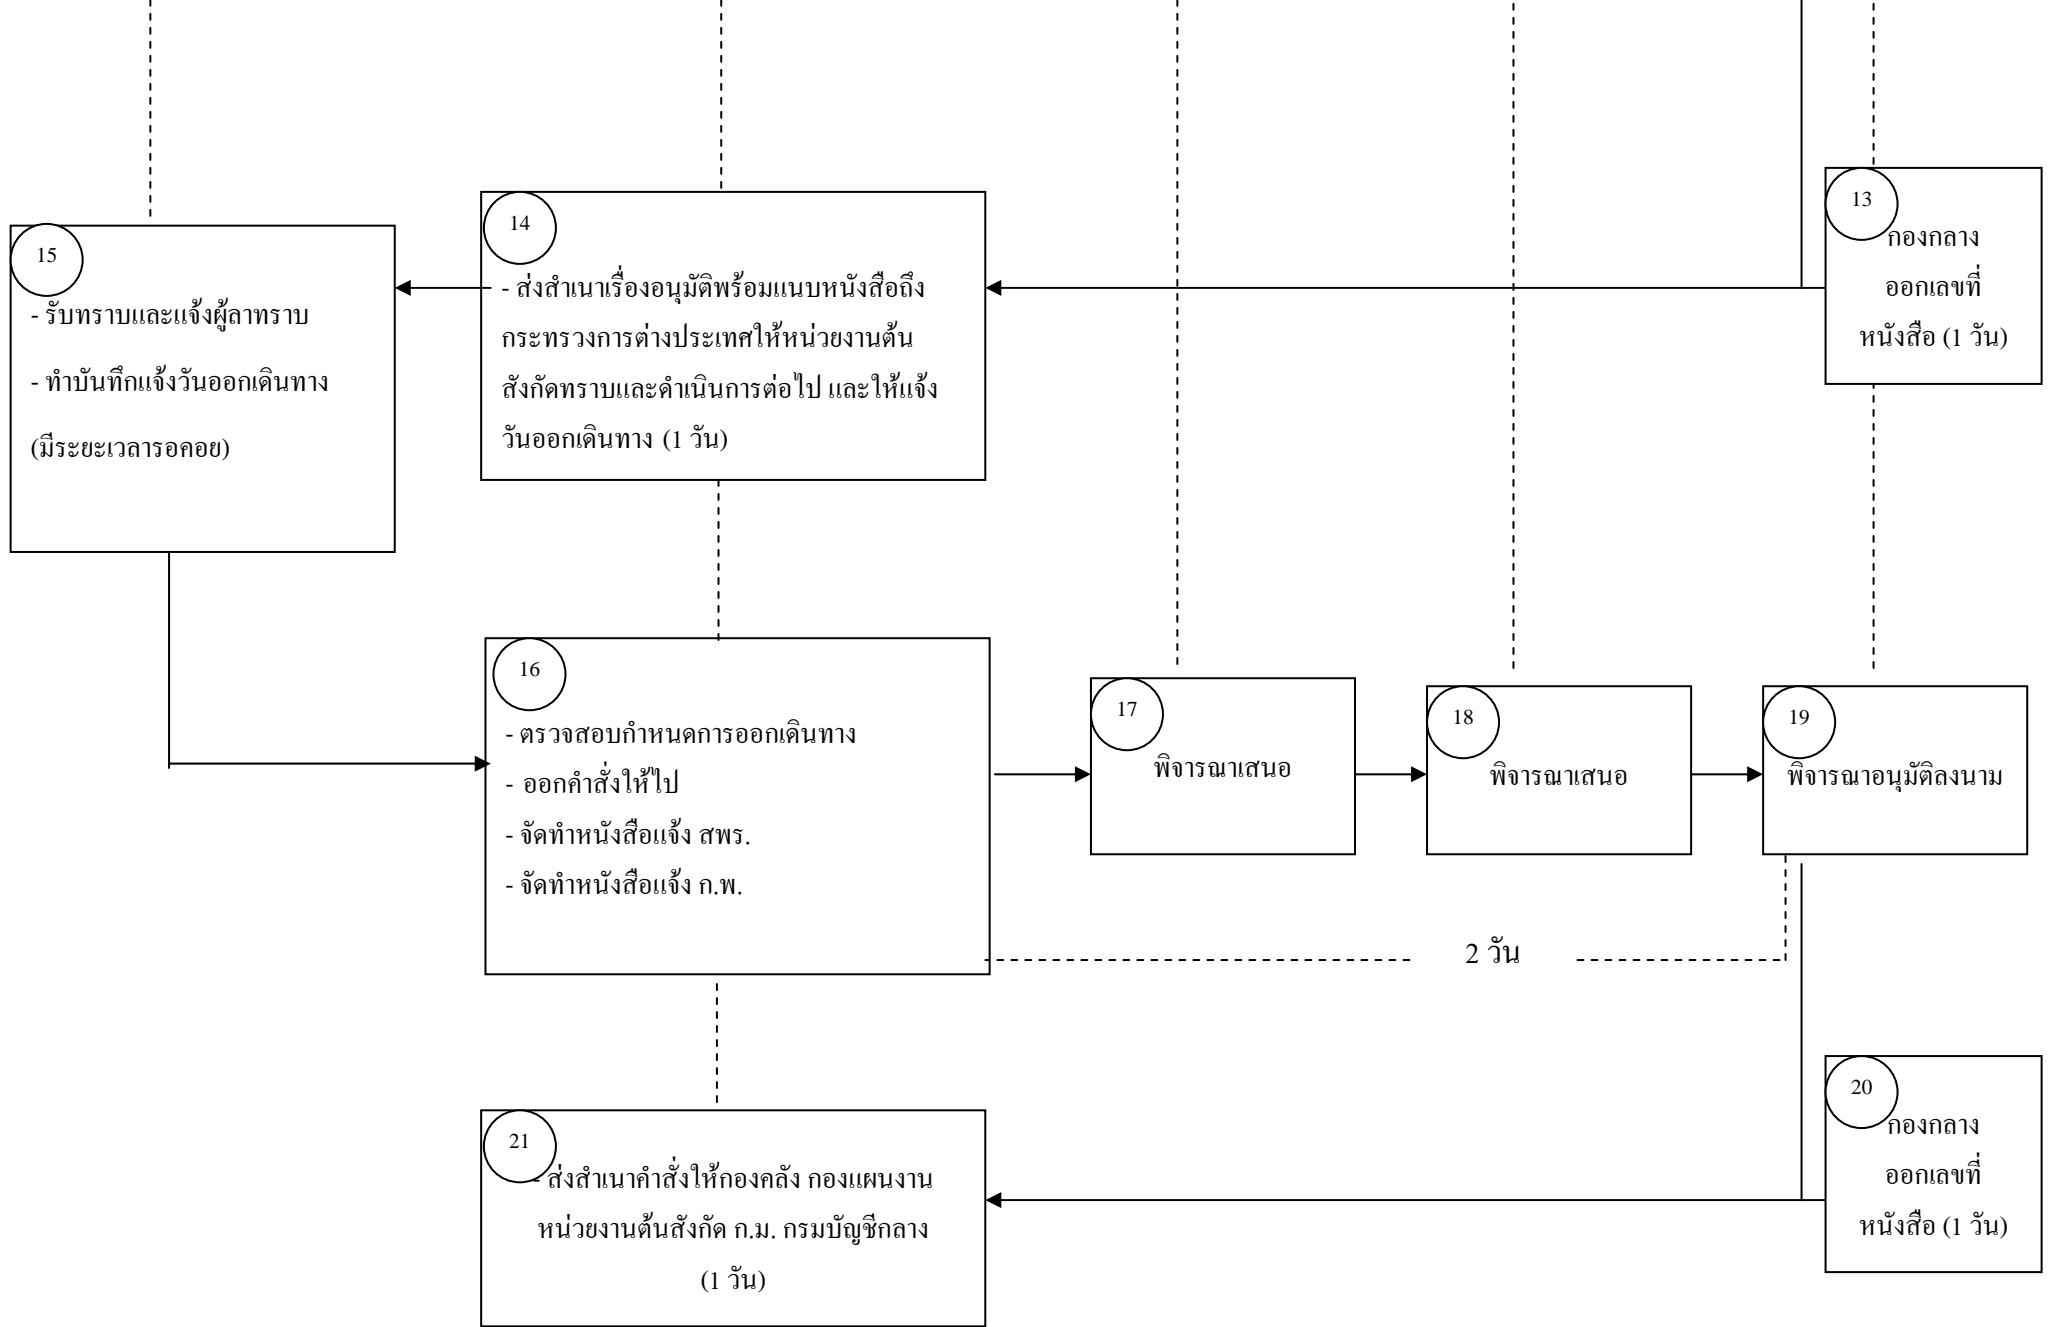 13
กองกลาง
ออกเลขที่
หนังสือ (1 วัน)
14
- ส่งสำเนาเรื่องอนุมัติพร้อมแนบหนังสือถึง
กระทรวงการต่างประเทศให้หน่วยงานต้น
สังกัดทราบและดำเนินการต่อไป และให้แจ้ง
วันออกเดินทาง (1 วัน)
15
- รับทราบและแจ้งผู้ลาทราบ
- ทำบันทึกแจ้งวันออกเดินทาง
(มีระยะเวลารอคอย)
16
- ตรวจสอบกำหนดการออกเดินทาง
- ออกคำสั่งให้ไป
- จัดทำหนังสือแจ้ง สพร.
- จัดทำหนังสือแจ้ง ก.พ.
17
พิจารณาเสนอ
18
พิจารณาเสนอ
19
พิจารณาอนุมัติลงนาม
2 วัน
20
กองกลาง
ออกเลขที่
หนังสือ (1 วัน)
21
- ส่งสำเนาคำสั่งให้กองคลัง กองแผนงาน
หน่วยงานต้นสังกัด ก.ม. กรมบัญชีกลาง
(1 วัน)